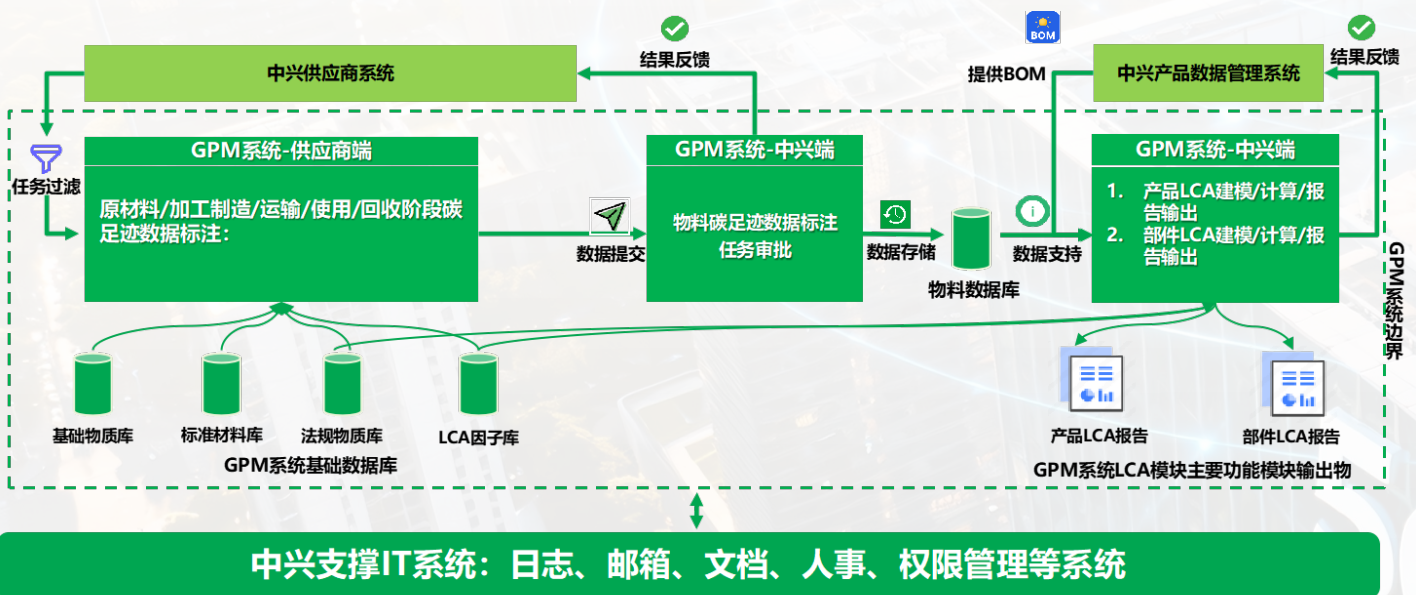 结果反馈
BOM
结果反馈
中兴供应商系统
提供BOM
中兴产品数据管理系统
任务过滤
GPM系统-供应商端
原材料/加工制造/运输/使用/回收阶段碳
足迹数据标注：
数据提交
GPM系统-中兴端
物料碳足迹数据标注
任务审批
数据存储
物料数据库
数据支持
GPM系统-中兴端
1. 产品LCA建模/计算/报
告输出
2. 部件LCA建模/计算/报
告输出
GPM系统边界
基础物质库
标准材料库
法规物质库
LCA因子库
GPM系统基础数据库
产品LCA报告
部件LCA报告
GPM系统LCA模块主要功能模块输出物
中兴支撑IT系统：日志、邮箱、文档、人事、权限管理等系统